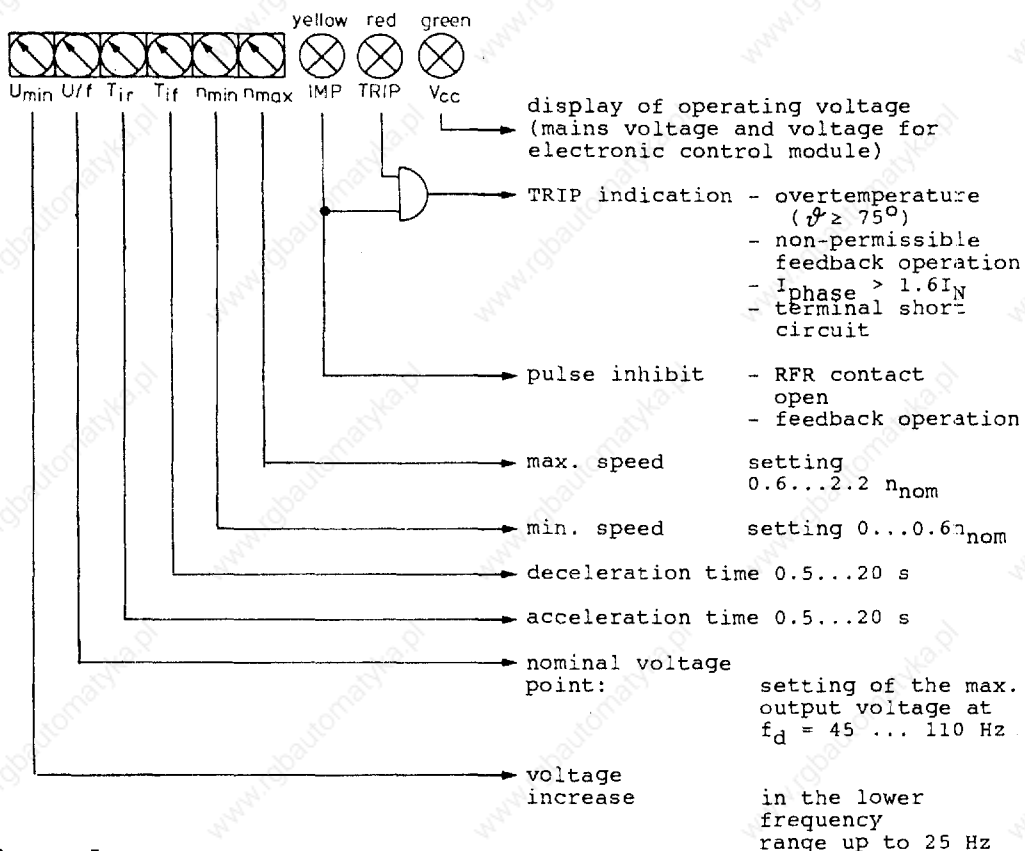 yellow red green
Umin U/f Tir Tif nmin nmax IMP TRIP Vcc
display of operating voltage
(mains voltage and voltage for
electronic control module)
TRIP indication - overtemperature
(ϑ ≥ 75°)
- non-permissible
feedback operation
- Iphase > 1.6IN
- terminal short
circuit
pulse inhibit - RFR contact
open
- feedback operation
max. speed setting
0.6...2.2 nnom
min. speed setting 0...0.6nnom
deceleration time 0.5...20 s
acceleration time 0.5...20 s
nominal voltage
point: setting of the max.
output voltage at
fd = 45 ... 110 Hz
voltage
increase in the lower
frequency
range up to 25 Hz
www.rgbautomatyka.pl